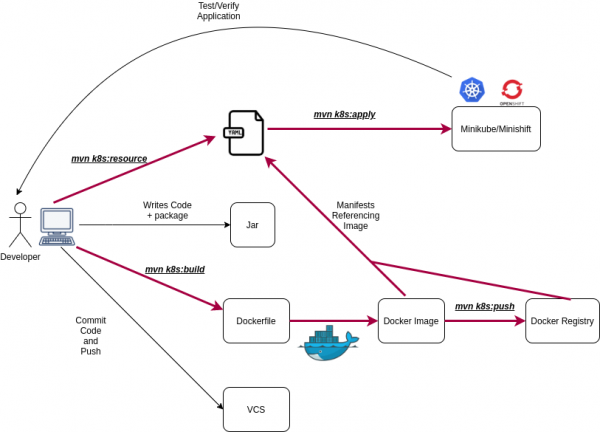 Test/Verify
Application
OPENSHIFT
mvn k8s:apply
Minikube/Minishift
YAML
mvn k8s:resource
Writes Code
+ package
Jar
Manifests
Referencing
Image
Developer
mvn k8s:build
mvn k8s:push
Dockerfile
Docker Image
Docker Registry
Commit
Code
and
Push
VCS